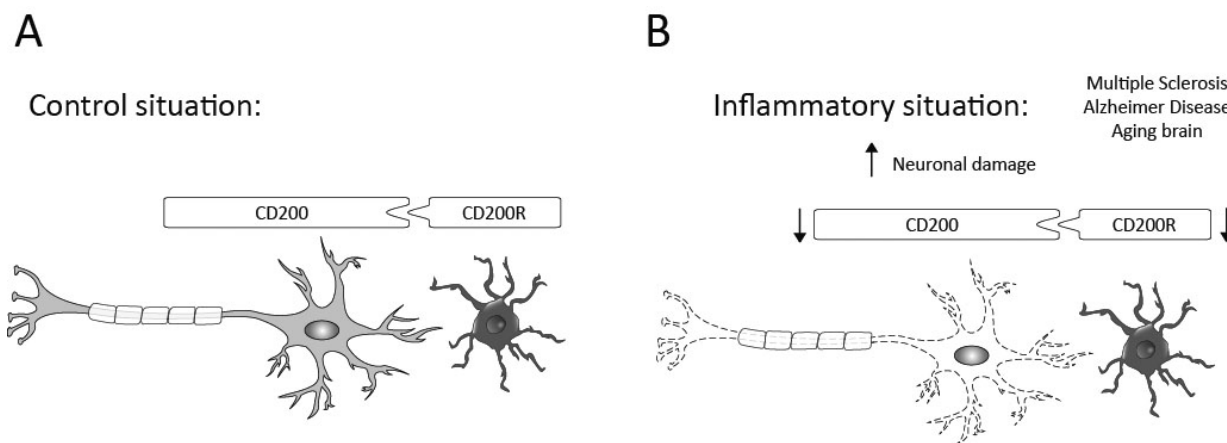 A
Control situation:
CD200
CD200R
B
Inflammatory situation:
Multiple Sclerosis
Alzheimer Disease
Aging brain
Neuronal damage
CD200
CD200R